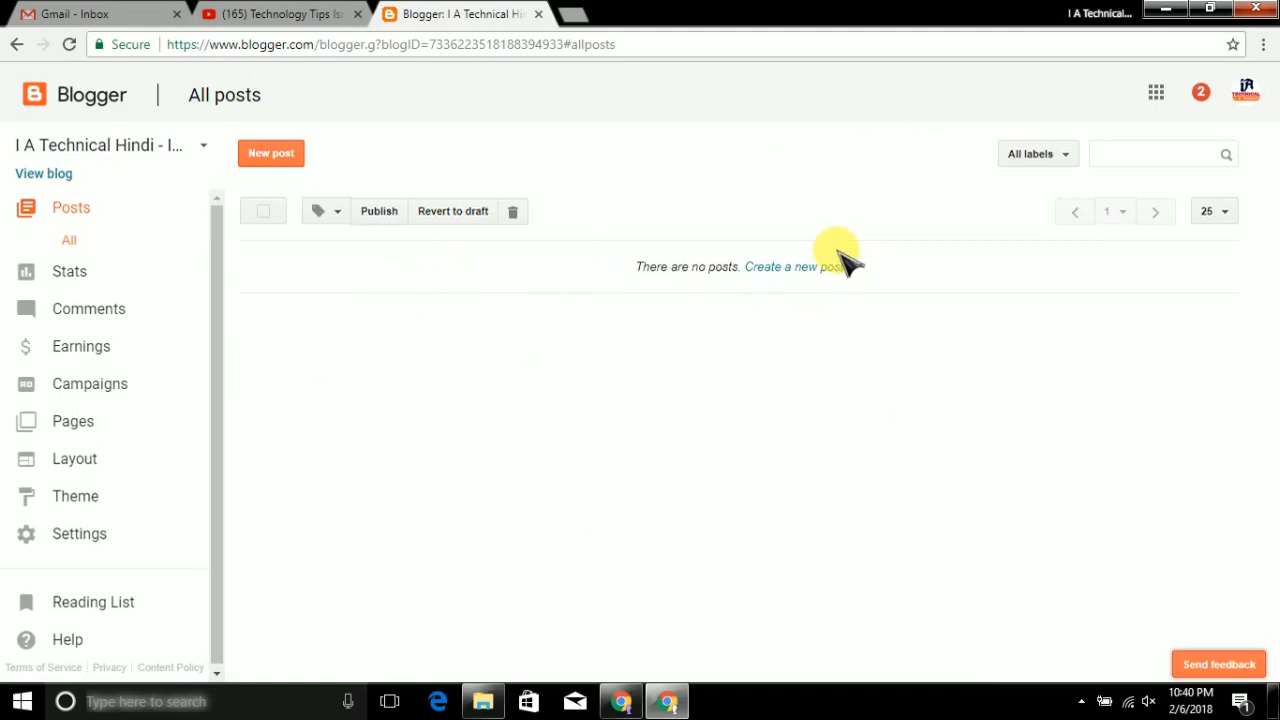 Gmail - Inbox
(165) Technology Tips Iso
Blogger: I A Technical Hi
I A Technical...
Secure
https://www.blogger.com/blogger.g?blogID=7336223518188394933#allposts
Blogger
All posts
2
I A Technical Hindi - I...
View blog
New post
All labels
Posts
All
Publish
Revert to draft
1
25
There are no posts. Create a new post
Stats
Comments
Earnings
Campaigns
Pages
Layout
Theme
Settings
Reading List
Help
Terms of Service
Privacy
Content Policy
Send feedback
Type here to search
10:40 PM
2/6/2018
1